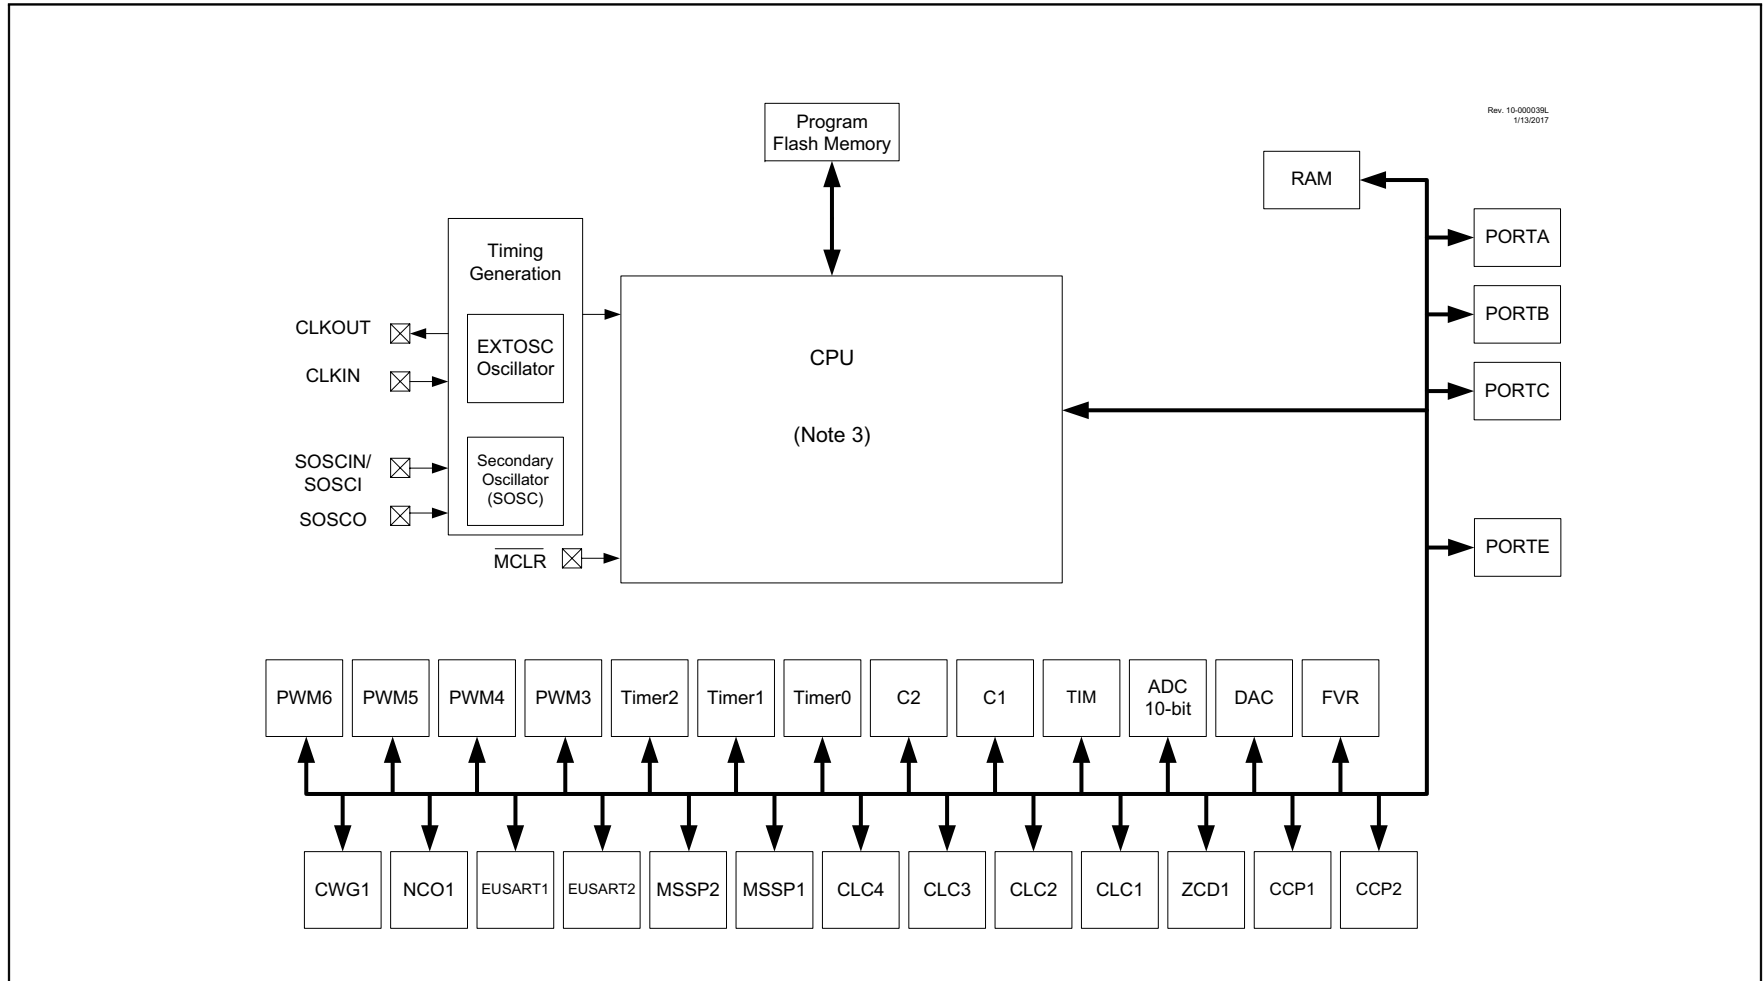 Rev. 10-000039L
1/13/2017
Program
Flash Memory
RAM
PORTA
PORTB
PORTC
PORTE
Timing
Generation
EXTOSC
Oscillator
Secondary
Oscillator
(SOSC)
CLKOUT
CLKIN
SOSCIN/
SOSCI
SOSCO
MCLR
CPU
(Note 3)
PWM6
PWM5
PWM4
PWM3
Timer2
Timer1
Timer0
C2
C1
TIM
ADC
10-bit
DAC
FVR
CWG1
NCO1
EUSART1
EUSART2
MSSP2
MSSP1
CLC4
CLC3
CLC2
CLC1
ZCD1
CCP1
CCP2